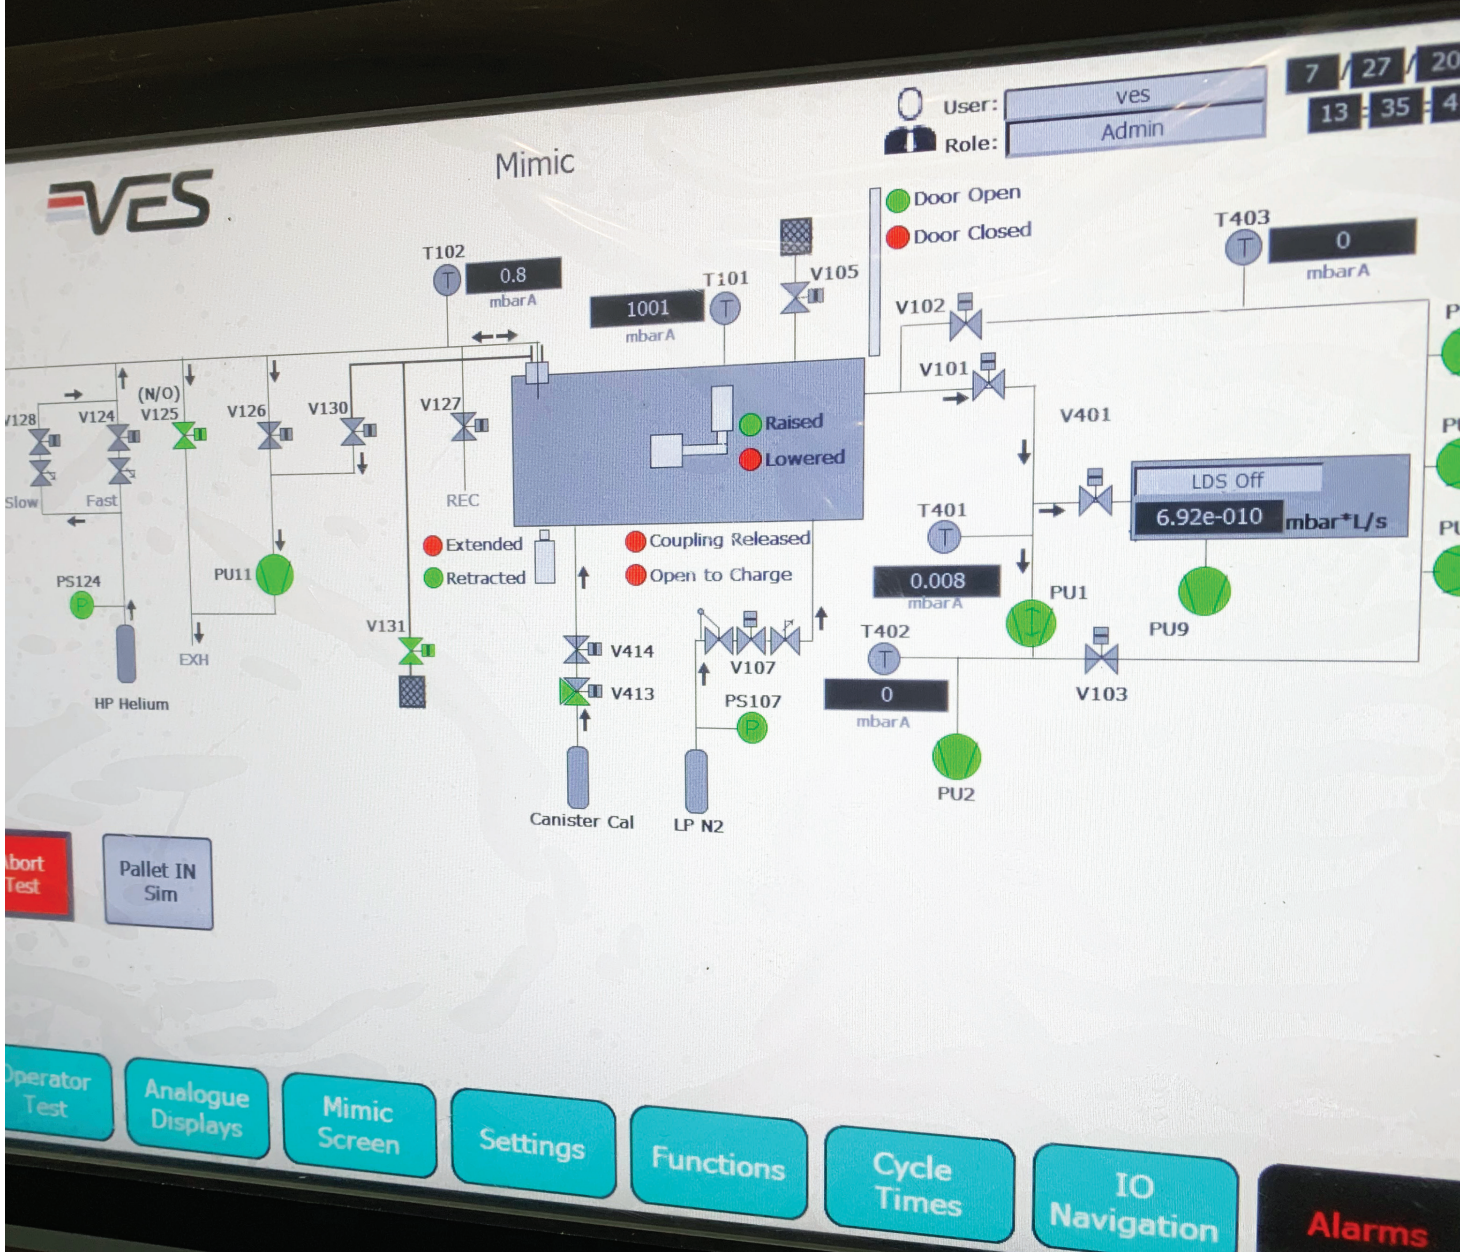 7 / 27 / 20
13 : 35 : 4
User: ves
Role: Admin
VES
Mimic
Door Open
Door Closed
T403
0
mbarA
T102
0.8
mbarA
T101
1001
mbarA
V105
V102
V101
V401
(N/O)
V128
V124
V125
V126
V130
V127
Raised
Lowered
Slow
Fast
REC
LDS Off
6.92e-010 mbar*L/s
T401
0.008
mbarA
Extended
Retracted
Coupling Released
Open to Charge
PU11
PS124
P
EXH
HP Helium
V131
V414
V413
V107
PS107
P
PU1
PU9
T402
0
mbarA
V103
PU2
Canister Cal
LP N2
Abort
Test
Pallet IN
Sim
Operator
Test
Analogue
Displays
Mimic
Screen
Settings
Functions
Cycle
Times
IO
Navigation
Alarms